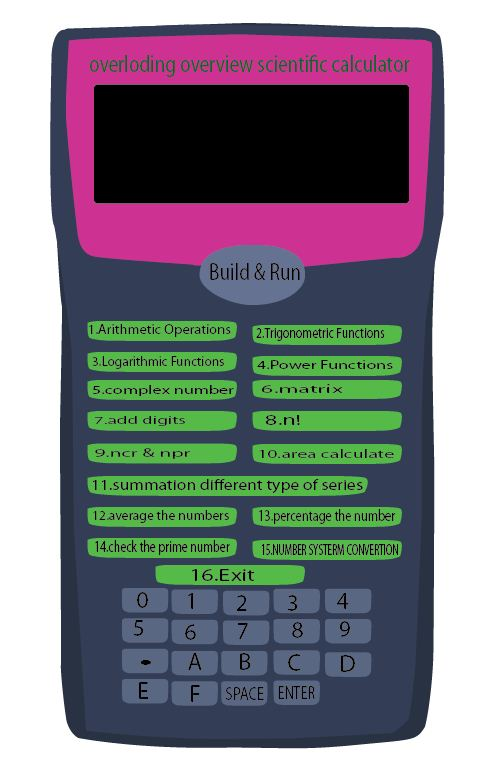 overloding overview scientific calculator
Build & Run
1.Arithmetic Operations 2.Trigonometric Functions
3.Logarithmic Functions 4.Power Functions
5.complex number 6.matrix
7.add digits 8.n!
9.ncr & npr 10.area calculate
11.summation different type of series
12.average the numbers 13.percentage the number
14.check the prime number 15.NUMBER SYSTERM CONVERTION
16.Exit
0 1 2 3 4
5 6 7 8 9
• A B C D
E F SPACE ENTER